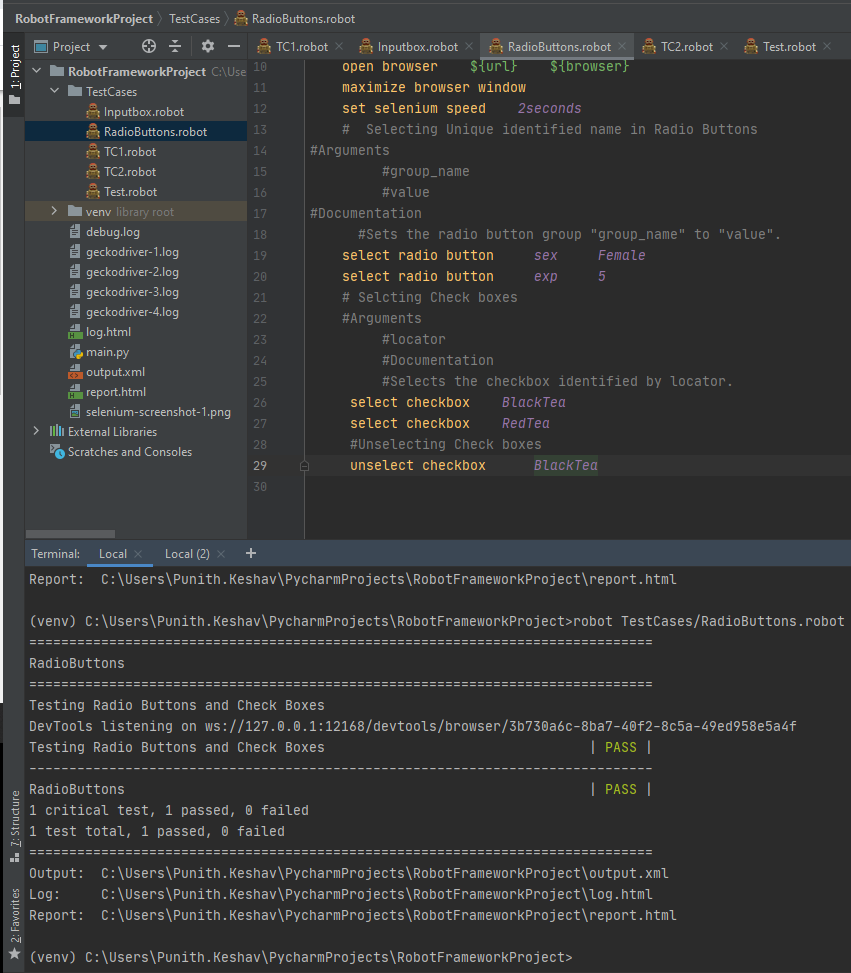 RobotFrameworkProject TestCases RadioButtons.robot
Project TC1.robot Inputbox.robot RadioButtons.robot TC2.robot Test.robot
1: Project
RobotFrameworkProject C:\Use
TestCases
Inputbox.robot
RadioButtons.robot
TC1.robot
TC2.robot
Test.robot
venv library root
debug.log
geckodriver-1.log
geckodriver-2.log
geckodriver-3.log
geckodriver-4.log
log.html
main.py
output.xml
report.html
selenium-screenshot-1.png
External Libraries
Scratches and Consoles
10 open browser ${url} ${browser}
11 maximize browser window
12 set selenium speed 2seconds
13 # Selecting Unique identified name in Radio Buttons
14 #Arguments
15 #group_name
16 #value
17 #Documentation
18 #Sets the radio button group "group_name" to "value".
19 select radio button sex Female
20 select radio button exp 5
21 # Selcting Check boxes
22 #Arguments
23 #locator
24 #Documentation
25 #Selects the checkbox identified by locator.
26 select checkbox BlackTea
27 select checkbox RedTea
28 #Unselecting Check boxes
29 unselect checkbox BlackTea
30
Terminal: Local Local (2) +
Report: C:\Users\Punith.Keshav\PycharmProjects\RobotFrameworkProject\report.html
(venv) C:\Users\Punith.Keshav\PycharmProjects\RobotFrameworkProject>robot TestCases/RadioButtons.robot
==============================================================================
RadioButtons
==============================================================================
Testing Radio Buttons and Check Boxes
DevTools listening on ws://127.0.0.1:12168/devtools/browser/3b730a6c-8ba7-40f2-8c5a-49ed958e5a4f
Testing Radio Buttons and Check Boxes | PASS |
------------------------------------------------------------------------------
RadioButtons | PASS |
1 critical test, 1 passed, 0 failed
1 test total, 1 passed, 0 failed
==============================================================================
Output: C:\Users\Punith.Keshav\PycharmProjects\RobotFrameworkProject\output.xml
Log: C:\Users\Punith.Keshav\PycharmProjects\RobotFrameworkProject\log.html
Report: C:\Users\Punith.Keshav\PycharmProjects\RobotFrameworkProject\report.html
(venv) C:\Users\Punith.Keshav\PycharmProjects\RobotFrameworkProject>
7: Structure
2: Favorites